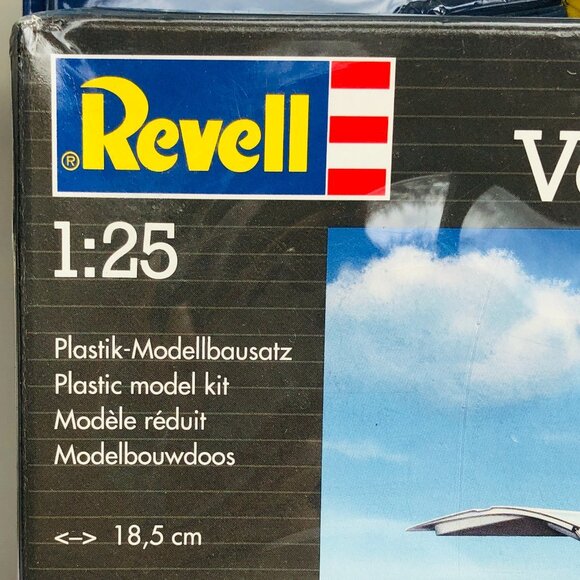 ® Revell
1:25
Plastik-Modellbausatz
Plastic model kit
Modèle réduit
Modelbouwdoos
<–> 18,5 cm